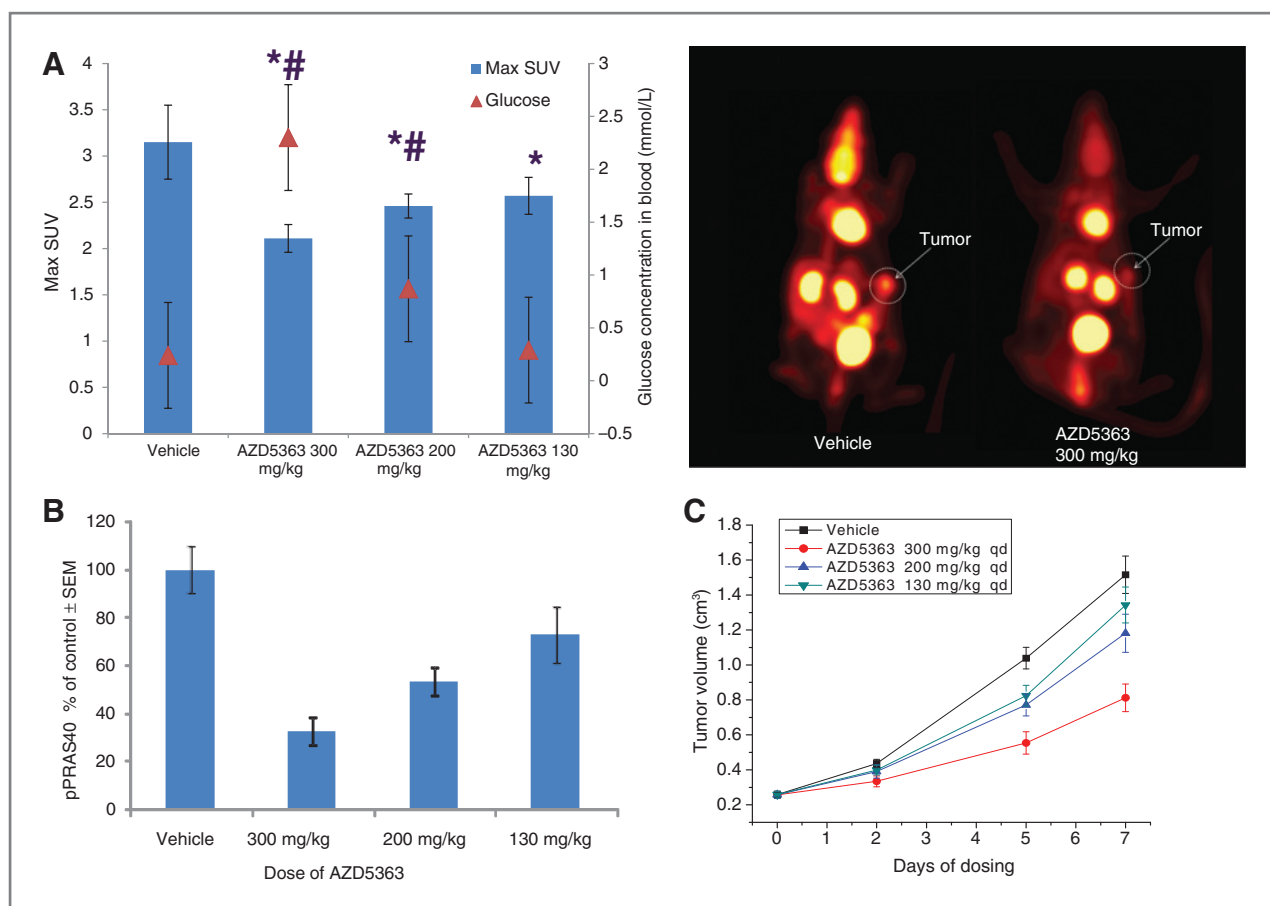 A
*#
*#
*
Max SUV
Glucose
4
3.5
3
2.5
2
1.5
1
0.5
0
Max SUV
3
2.5
2
1.5
1
0.5
0
–0.5
Glucose concentration in blood (mmol/L)
Vehicle
AZD5363 300
mg/kg
AZD5363 200
mg/kg
AZD5363 130
mg/kg
Tumor
Tumor
Vehicle
AZD5363
300 mg/kg
B
120
100
80
60
40
20
0
pPRAS40 % of control ± SEM
Vehicle
300 mg/kg
200 mg/kg
130 mg/kg
Dose of AZD5363
C
Vehicle
AZD5363 300 mg/kg qd
AZD5363 200 mg/kg qd
AZD5363 130 mg/kg qd
1.8
1.6
1.4
1.2
1.0
0.8
0.6
0.4
0.2
Tumor volume (cm³)
0 1 2 3 4 5 6 7
Days of dosing